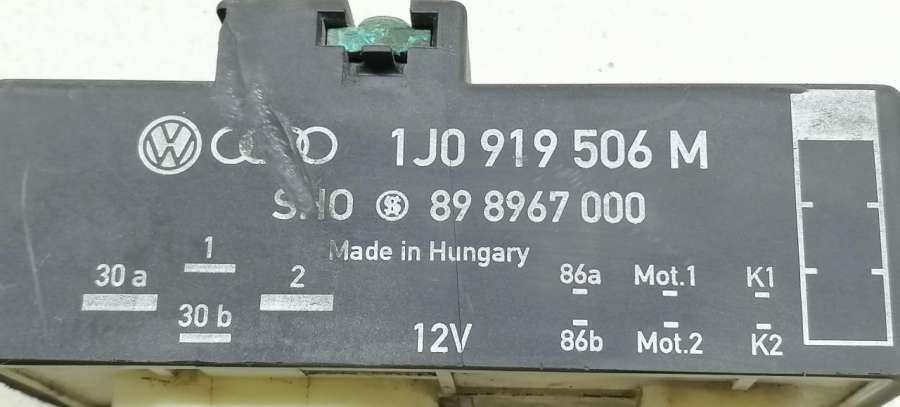 1J0 919 506 M
SHO 89 8967 000
Made in Hungary
1
30 a 2 86a Mot.1 K1
30 b 12V 86b Mot.2 K2